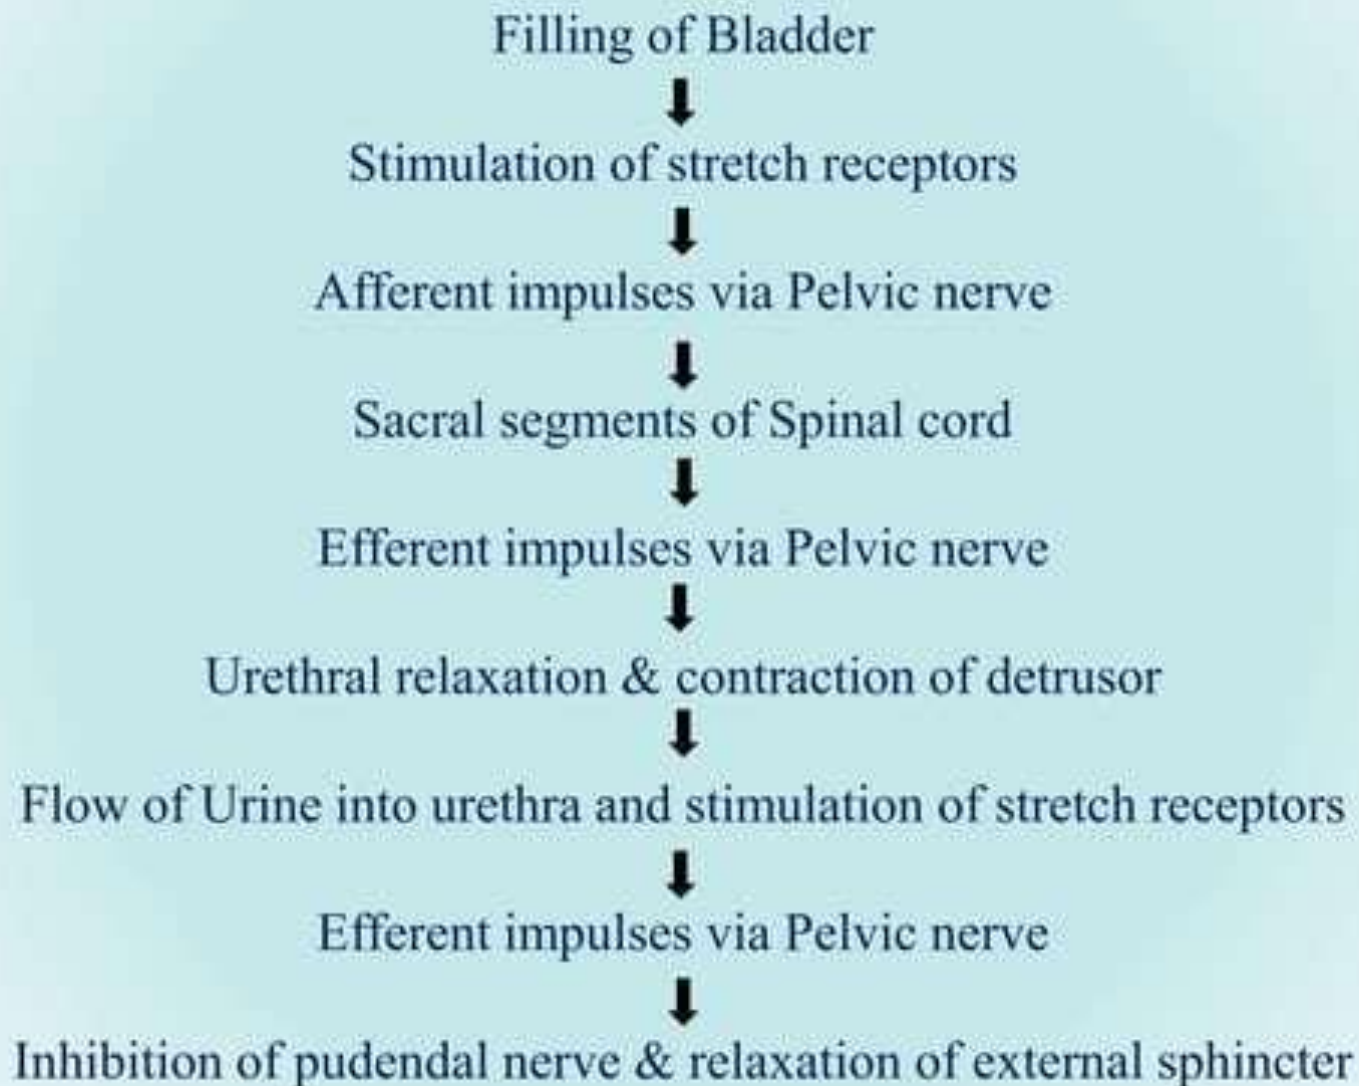 Filling of Bladder
Stimulation of stretch receptors
Afferent impulses via Pelvic nerve
Sacral segments of Spinal cord
Efferent impulses via Pelvic nerve
Urethral relaxation & contraction of detrusor
Flow of Urine into urethra and stimulation of stretch receptors
Efferent impulses via Pelvic nerve
Inhibition of pudendal nerve & relaxation of external sphincter